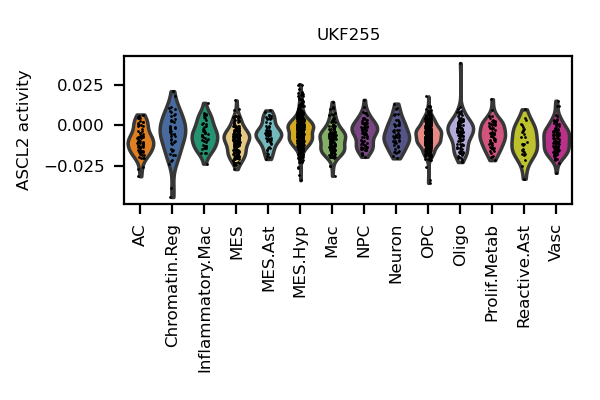 UKF255
ASCL2 activity
0.025
0.000
−0.025
AC
Chromatin.Reg
Inflammatory.Mac
MES
MES.Ast
MES.Hyp
Mac
NPC
Neuron
OPC
Oligo
Prolif.Metab
Reactive.Ast
Vasc